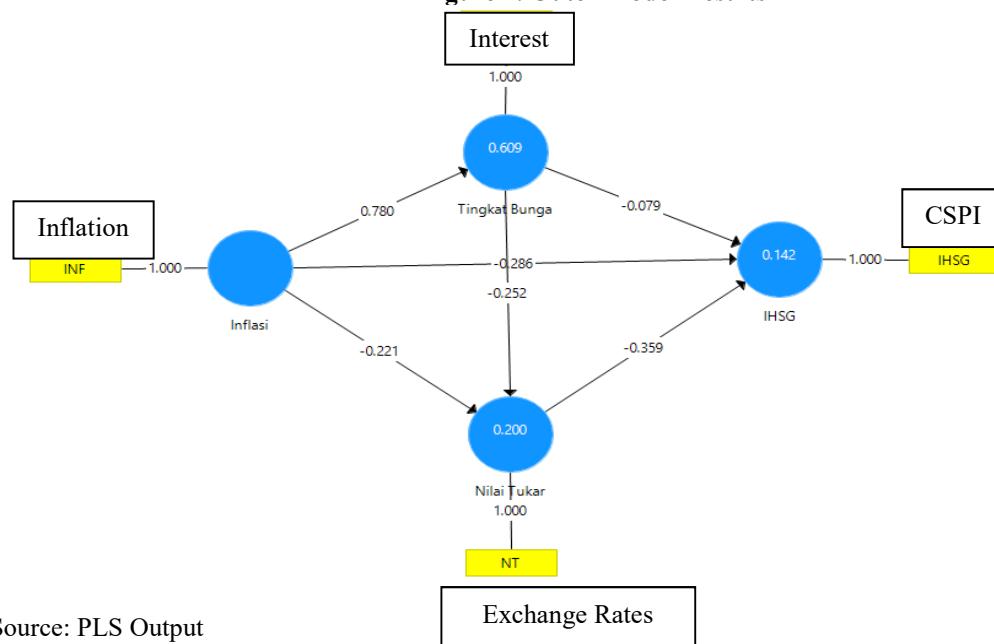 Interest
1.000
0.609
Tingkat Bunga
0.780
-0.079
Inflation
INF
1.000
Inflasi
-0.286
-0.252
0.142
IHSG
1.000
CSPI
IHSG
-0.221
-0.359
0.200
Nilai Tukar
1.000
NT
Exchange Rates
Source: PLS Output